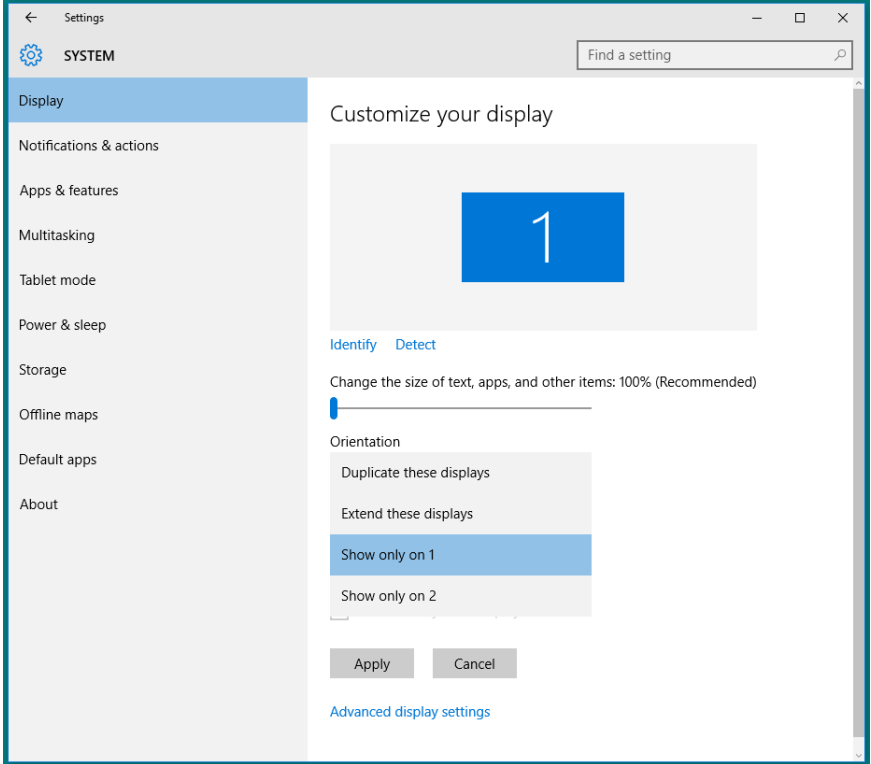 Settings
SYSTEM
Find a setting
Display
Notifications & actions
Apps & features
Multitasking
Tablet mode
Power & sleep
Storage
Offline maps
Default apps
About
Customize your display
1
Identify Detect
Change the size of text, apps, and other items: 100% (Recommended)
Orientation
Duplicate these displays
Extend these displays
Show only on 1
Show only on 2
Apply Cancel
Advanced display settings